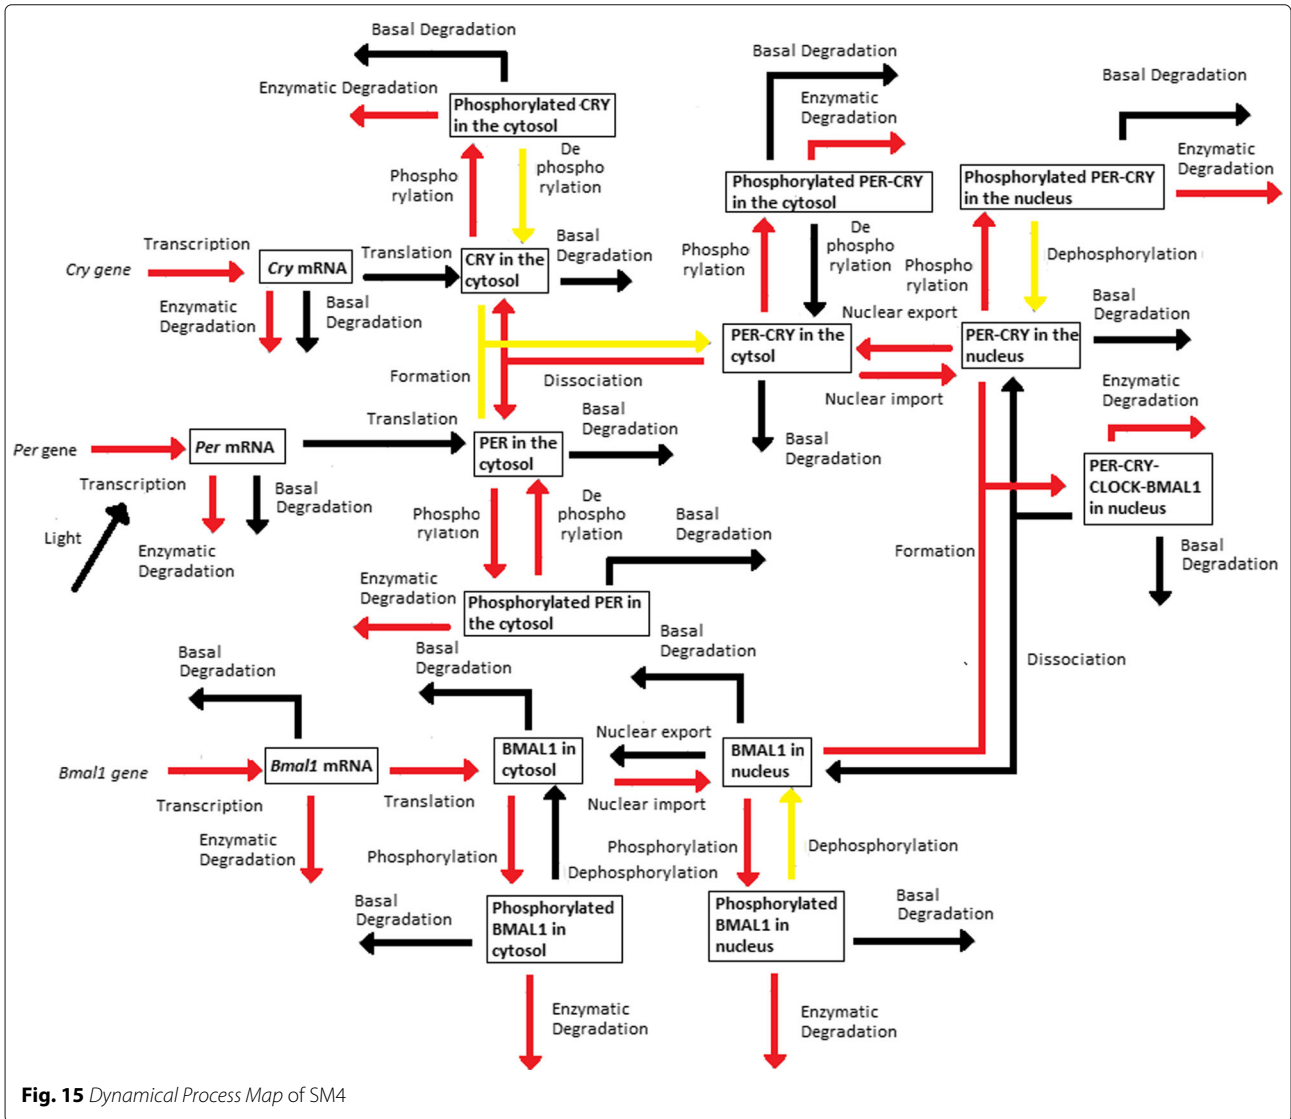 Basal Degradation
Enzymatic Degradation
Phosphorylated CRY
in the cytosol
Phospho
rylation
De
phospho
rylation
Transcription
Cry gene
Cry mRNA
Translation
CRY in the
cytosol
Basal
Degradation
Enzymatic
Degradation
Basal
Degradation
Formation
Dissociation
Basal Degradation
Enzymatic
Degradation
Phosphorylated PER-CRY
in the cytosol
Phospho
rylation
De
phospho
rylation
Basal Degradation
Enzymatic
Degradation
Phosphorylated PER-CRY
in the nucleus
Phospho
rylation
Dephosphorylation
Nuclear export
PER-CRY in the
cytsol
PER-CRY in the
nucleus
Basal
Degradation
Nuclear import
Basal
Degradation
Enzymatic
Degradation
PER-CRY-
CLOCK-BMAL1
in nucleus
Basal
Degradation
Formation
Dissociation
Per gene
Per mRNA
Translation
PER in the
cytosol
Basal
Degradation
Transcription
Light
Enzymatic
Degradation
Basal
Degradation
Phospho
rylation
De
phospho
rylation
Basal
Degradation
Enzymatic
Degradation
Phosphorylated PER in
the cytosol
Basal
Degradation
Basal
Degradation
Basal
Degradation
Bmal1 gene
Transcription
Bmal1 mRNA
Translation
BMAL1 in
cytosol
Nuclear export
Nuclear import
BMAL1 in
nucleus
Enzymatic
Degradation
Phosphorylation
Dephosphorylation
Phosphorylation
Dephosphorylation
Basal
Degradation
Phosphorylated
BMAL1 in
cytosol
Phosphorylated
BMAL1 in
nucleus
Basal
Degradation
Enzymatic
Degradation
Enzymatic
Degradation
Fig. 15 Dynamical Process Map of SM4